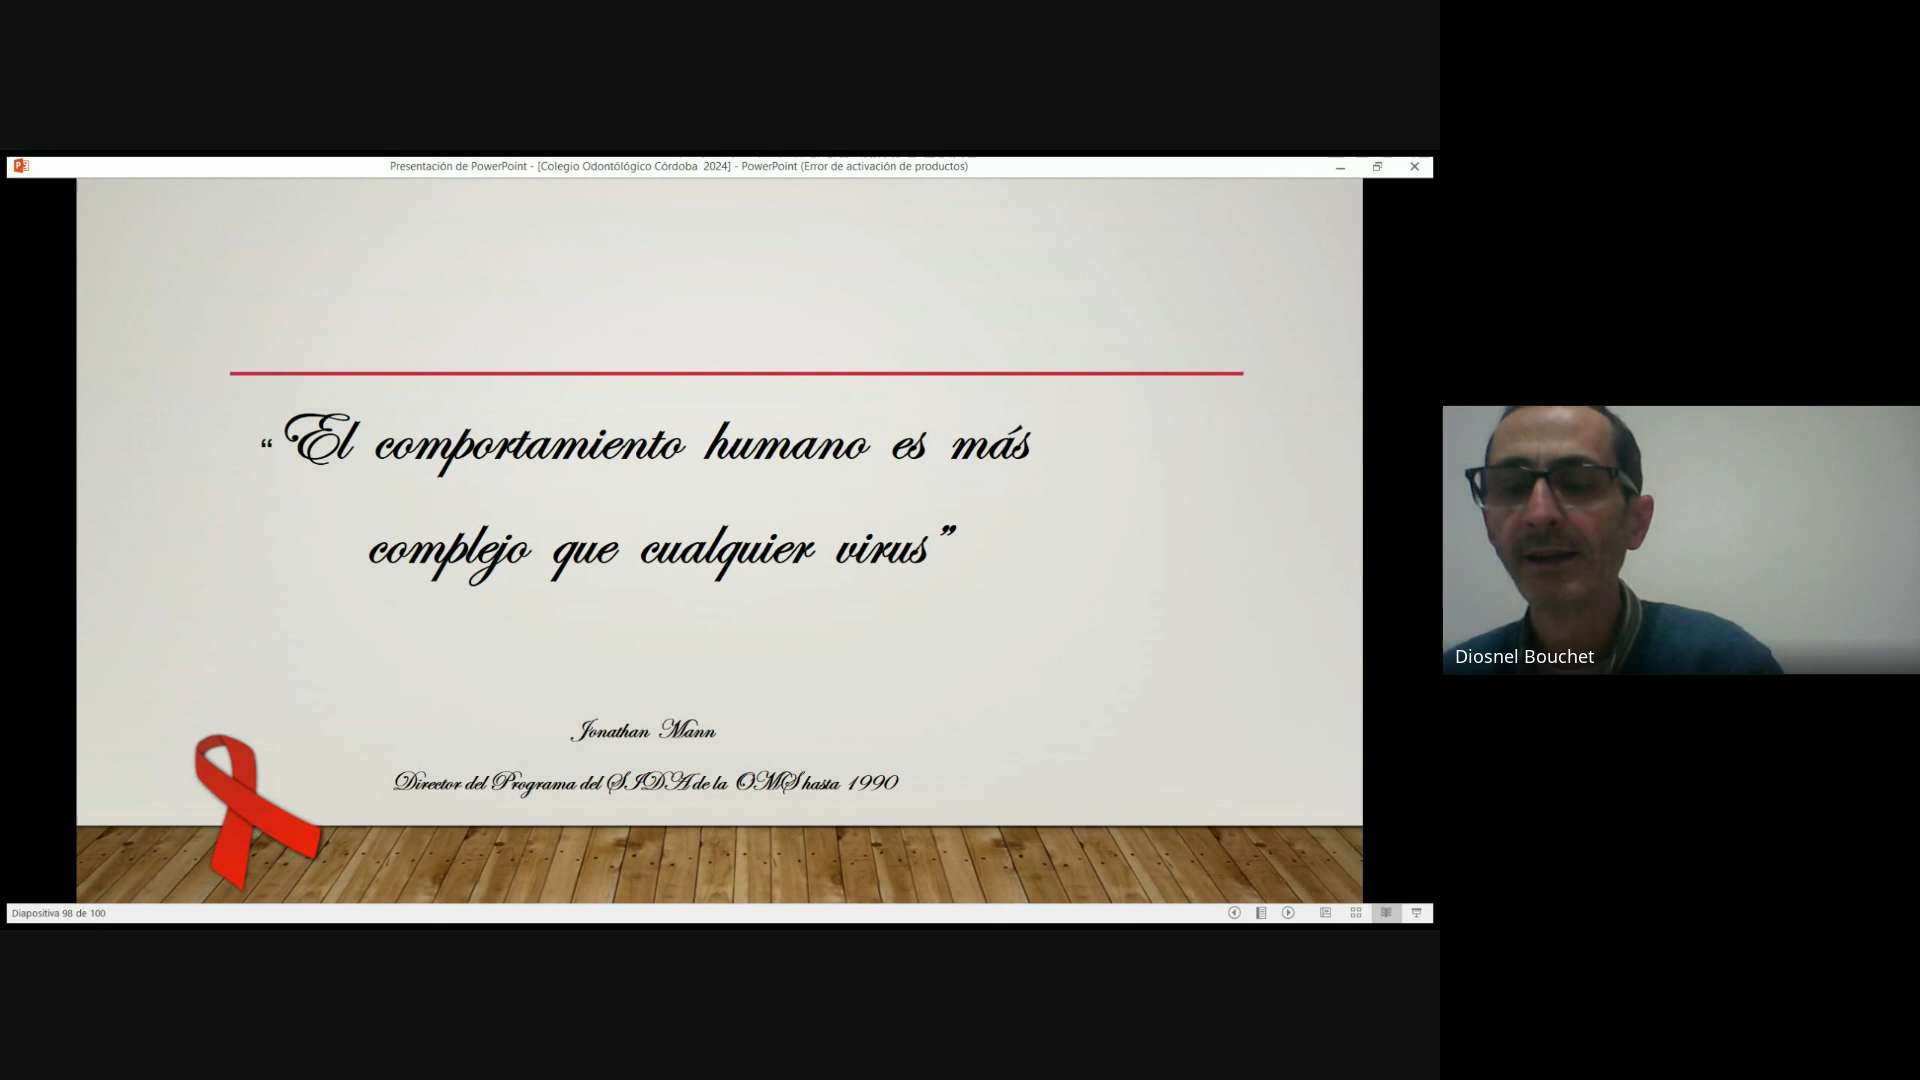 Presentación de PowerPoint - [Colegio Odontólógico Córdoba 2024] - PowerPoint (Error de activación de productos)
“El comportamiento humano es más
complejo que cualquier virus”
Jonathan Mann
Director del Programa del SIDA de la OMS hasta 1990
Diapositiva 98 de 100
Diosnel Bouchet